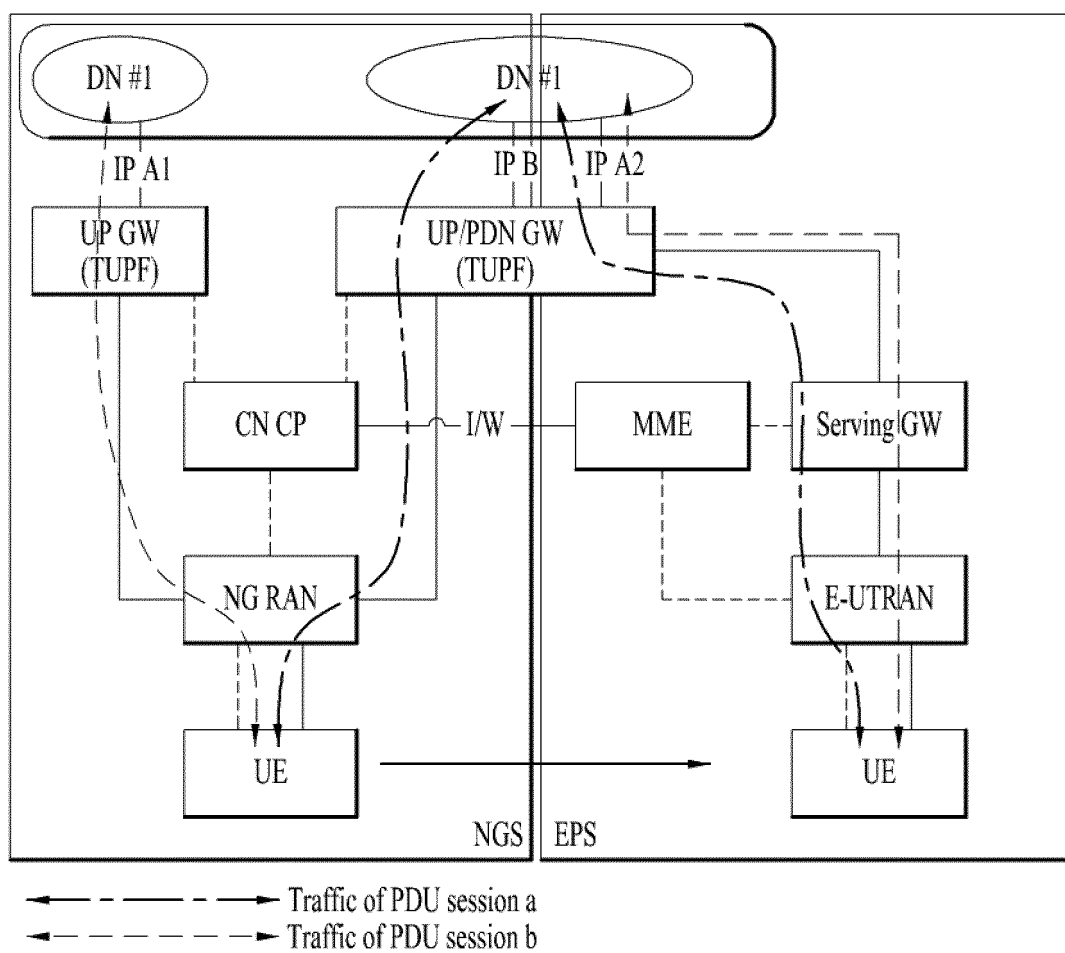 DN #1
DN #1
IP A1
IP B
IP A2
UP GW
(TUPF)
UP/PDN GW
(TUPF)
CN CP
I/W
MME
Serving GW
NG RAN
E-UTRAN
UE
UE
NGS
EPS
Traffic of PDU session a
Traffic of PDU session b